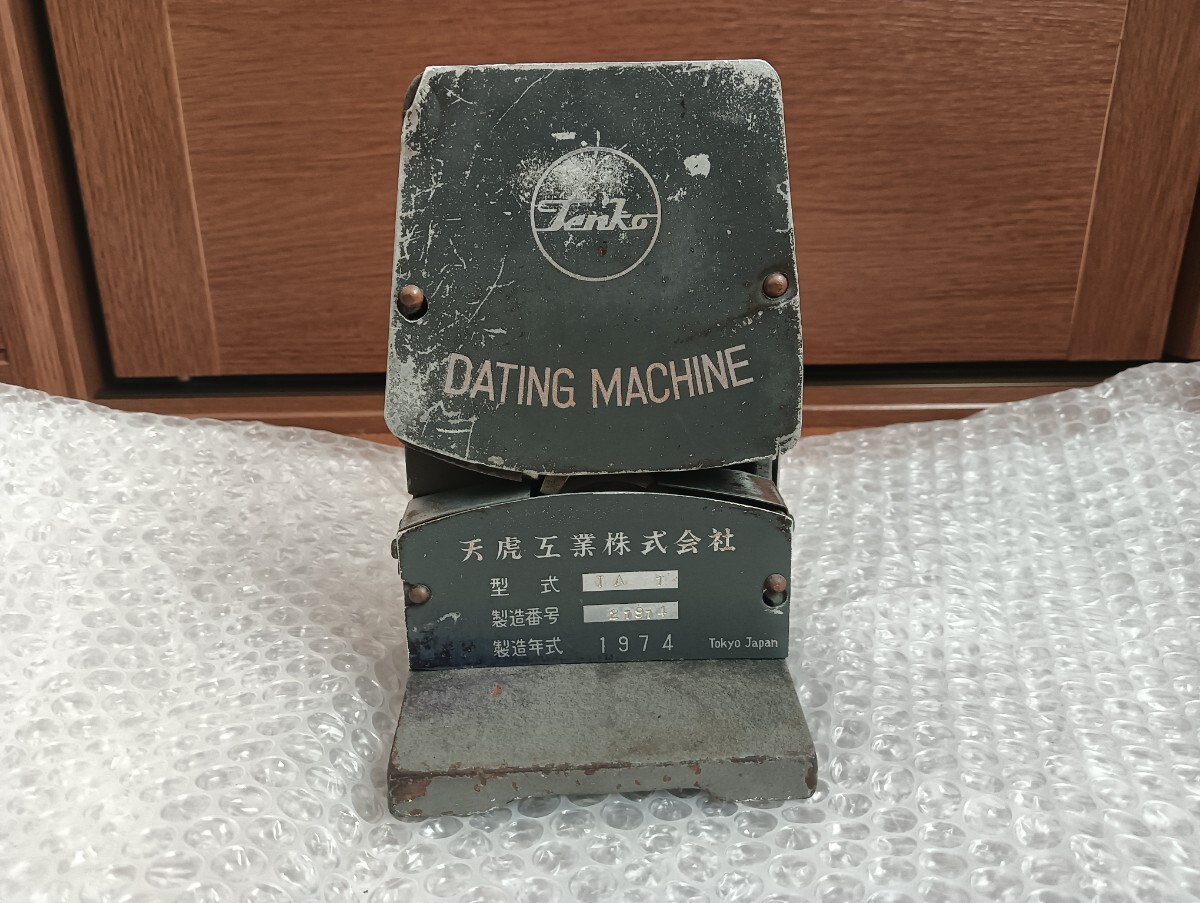 Tenko
DATING MACHINE
天虎工業株式会社
型式
製造番号
製造年式 1974 Tokyo Japan